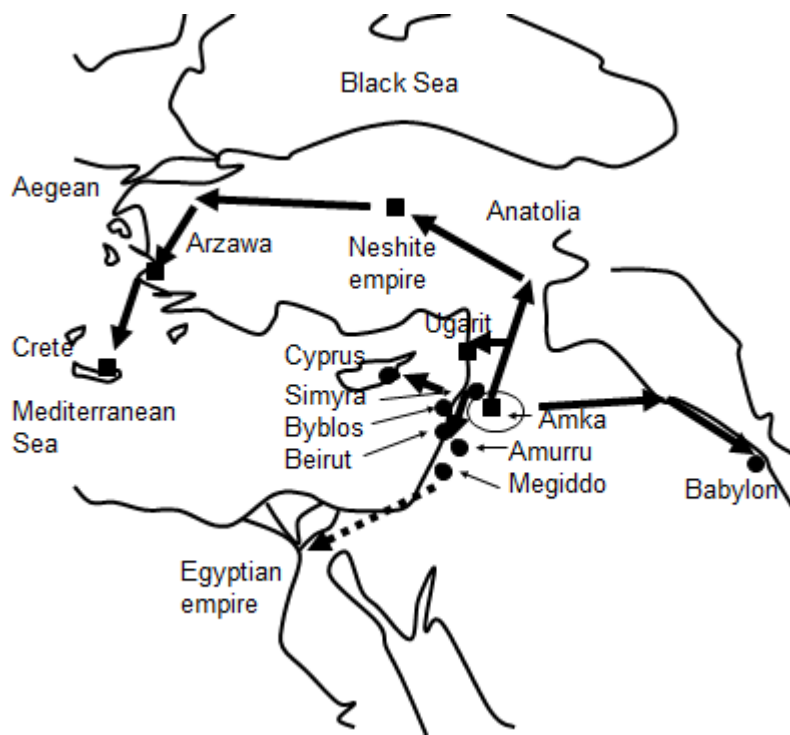 Black Sea
Aegean
Anatolia
Arzawa
Neshite
empire
Ugarit
Crete
Cyprus
Simyra
Mediterranean
Sea
Byblos
Amka
Beirut
Amurru
Megiddo
Babylon
Egyptian
empire